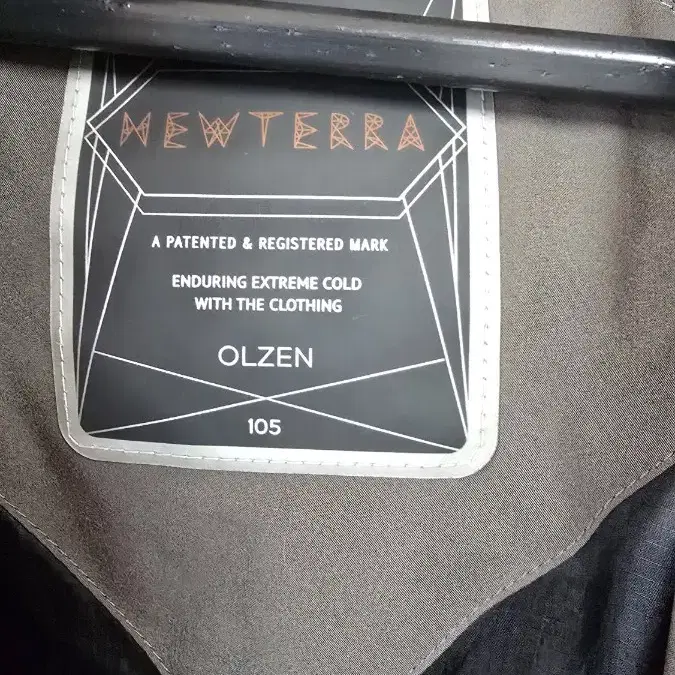 NEWTERRA
A PATENTED & REGISTERED MARK
ENDURING EXTREME COLD
WITH THE CLOTHING
OLZEN
105